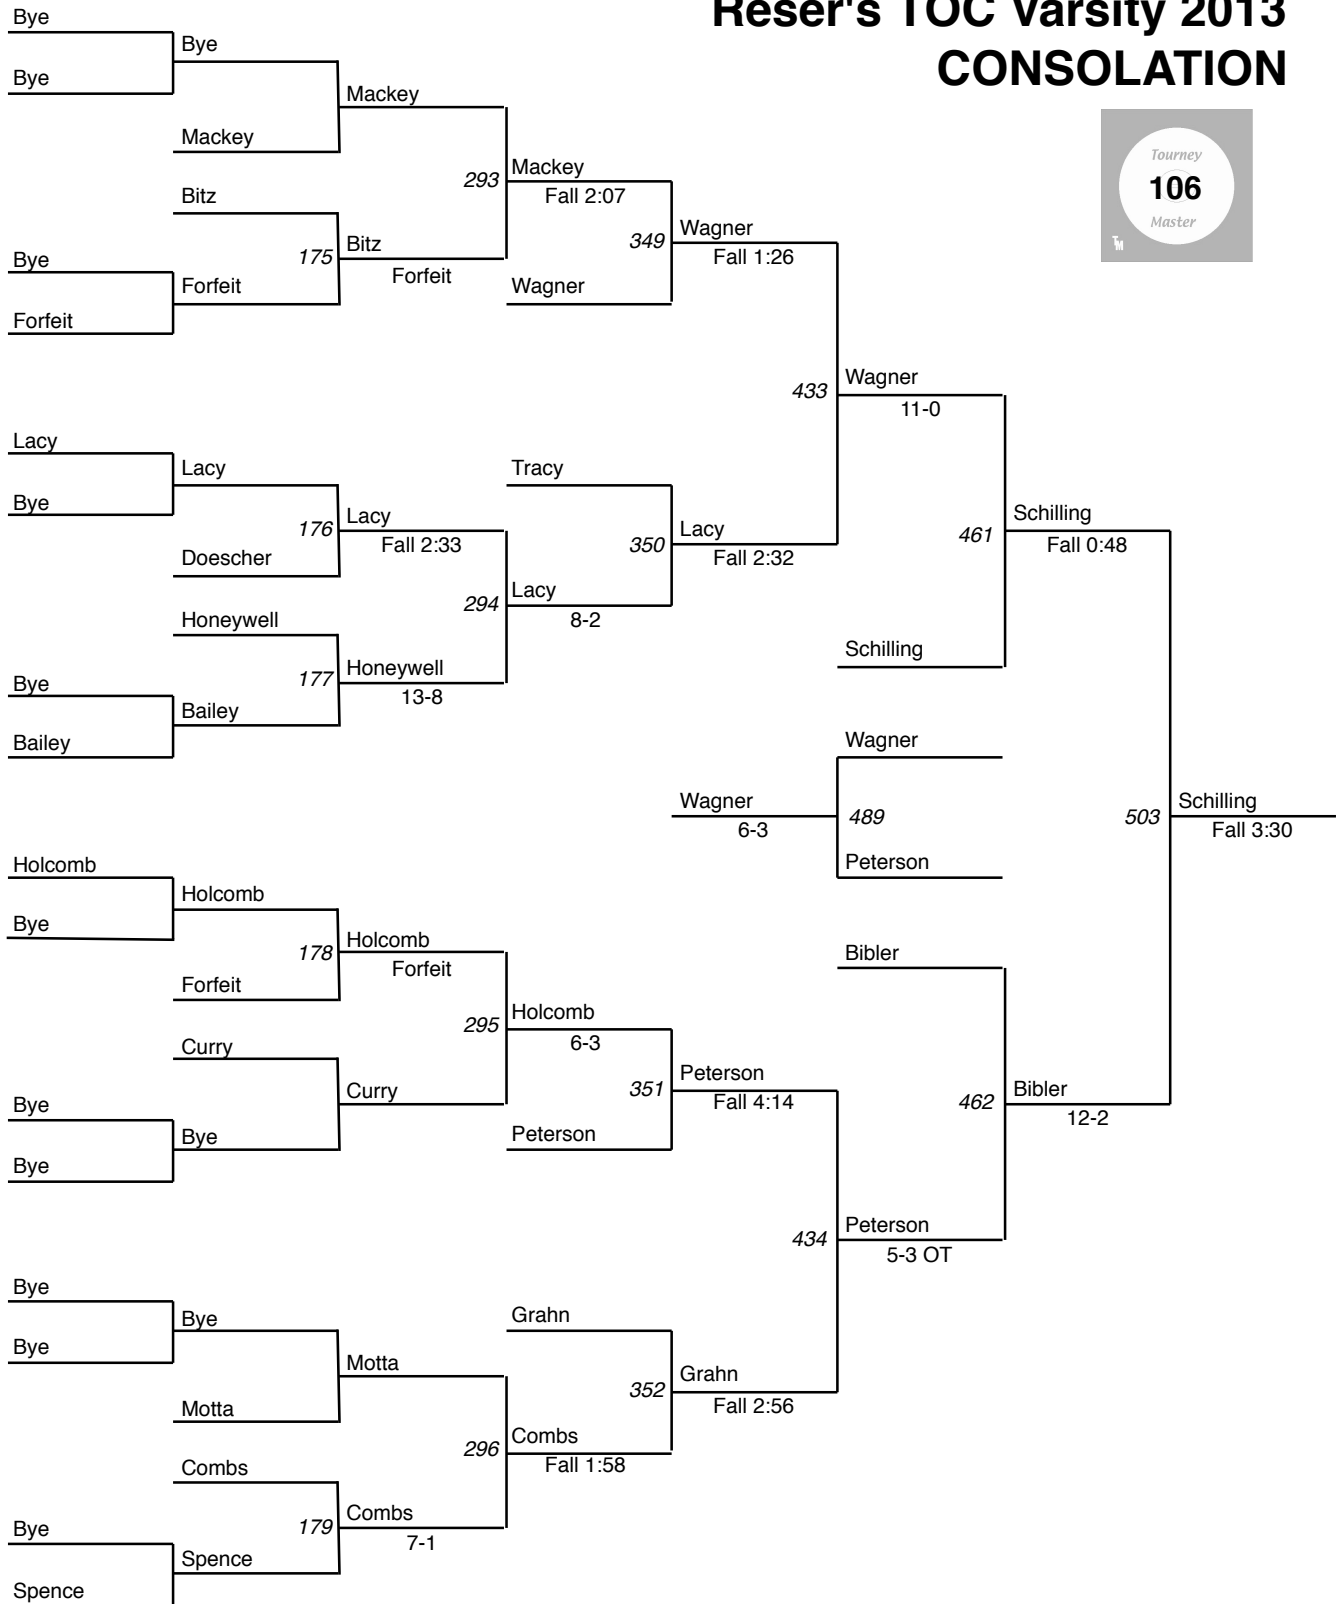 Reser's TOC Varsity 2013
CONSOLATION
Tourney
106
Master
TM
Bye
Bye
Bye
Mackey
Mackey
293
Mackey
Fall 2:07
Bitz
175
Bitz
Forfeit
Bye
Forfeit
Forfeit
349
Wagner
Fall 1:26
Wagner
433
Wagner
11-0
Lacy
Lacy
Bye
176
Lacy
Fall 2:33
Doescher
Tracy
350
Lacy
Fall 2:32
294
Lacy
8-2
Honeywell
177
Honeywell
13-8
Bye
Bailey
Bailey
461
Schilling
Fall 0:48
Schilling
Wagner
Wagner
6-3
489
Peterson
503
Schilling
Fall 3:30
Holcomb
Holcomb
Bye
178
Holcomb
Forfeit
Forfeit
295
Holcomb
6-3
Curry
Curry
Bye
Bye
Bye
351
Peterson
Fall 4:14
Peterson
Bibler
462
Bibler
12-2
434
Peterson
5-3 OT
Bye
Bye
Bye
Motta
Motta
Grahn
352
Grahn
Fall 2:56
296
Combs
Fall 1:58
Combs
179
Combs
7-1
Bye
Spence
Spence